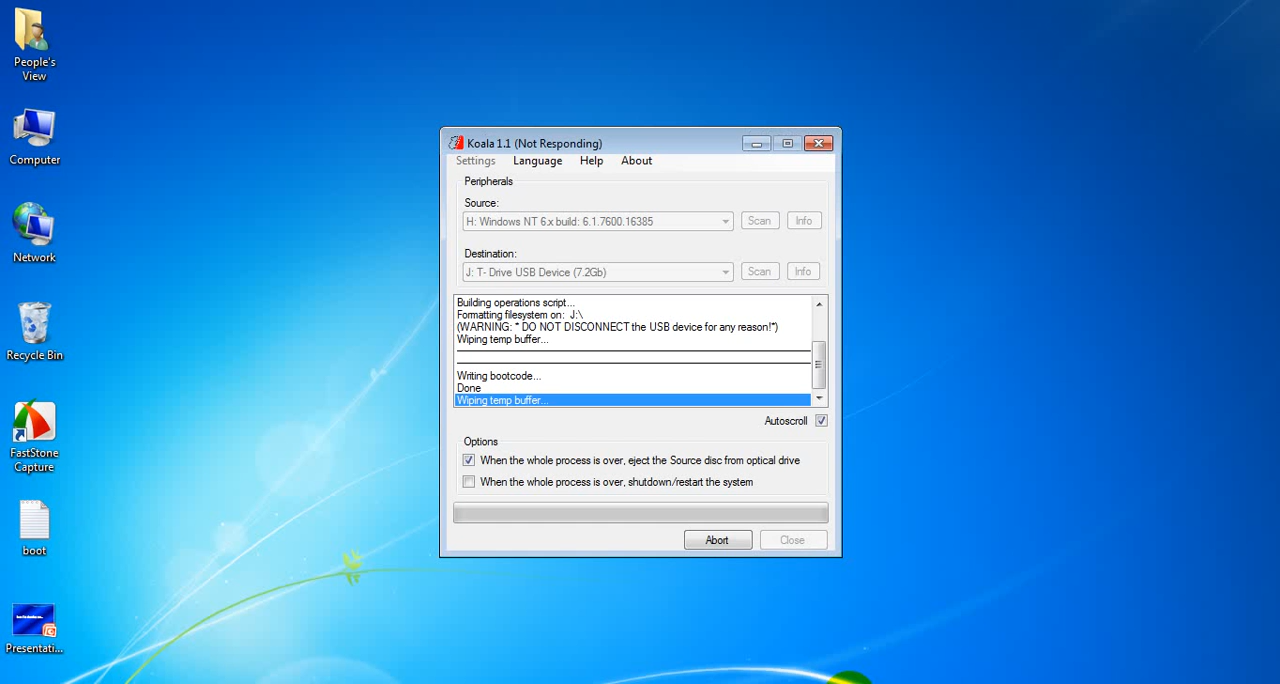 People's
View
Computer
Network
Recycle Bin
FastStone
Capture
boot
Presentati...
Koala 1.1 (Not Responding)
Settings Language Help About
Peripherals
Source:
H: Windows NT 6.x build: 6.1.7600.16385 Scan Info
Destination:
J: T- Drive USB Device (7.2Gb) Scan Info
Building operations script...
Formatting filesystem on: J:\
(WARNING: * DO NOT DISCONNECT the USB device for any reason!*)
Wiping temp buffer...
Writing bootcode...
Done
Wiping temp buffer...
Autoscroll
Options
When the whole process is over, eject the Source disc from optical drive
When the whole process is over, shutdown/restart the system
Abort Close